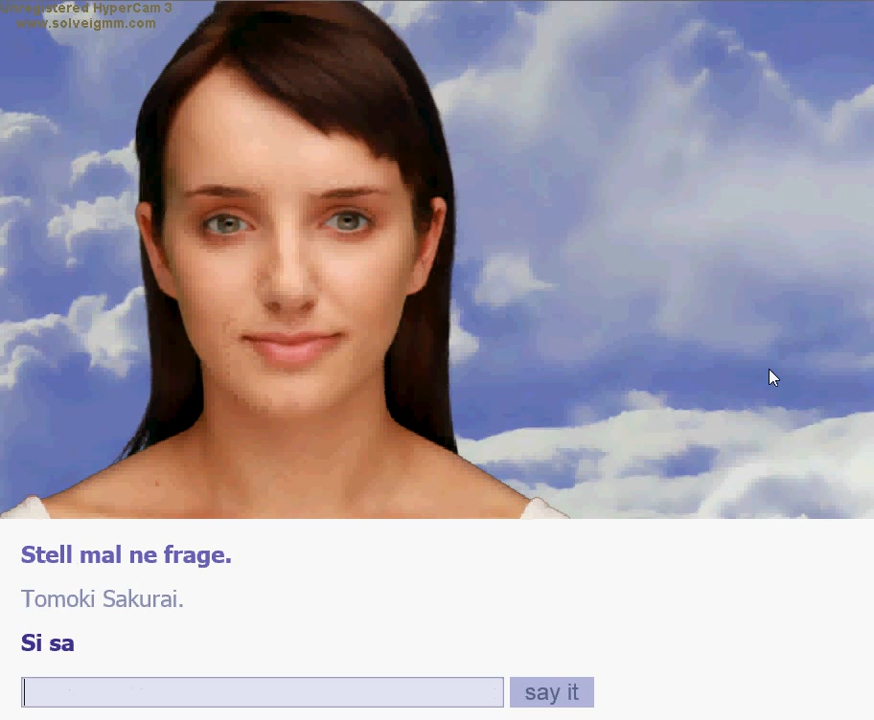 Unregistered HyperCam 3
www.solveigmm.com
Stell mal ne frage.
Tomoki Sakurai.
Si sa
say it